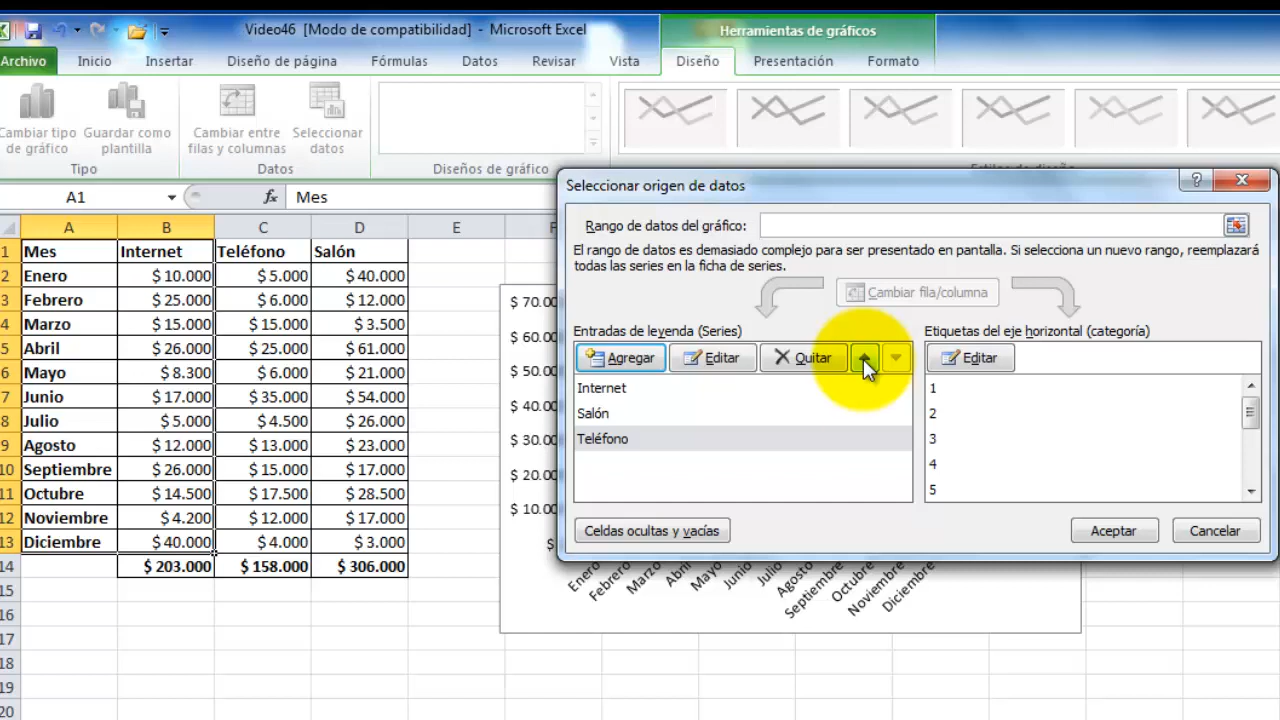 Video46 [Modo de compatibilidad] - Microsoft Excel
Herramientas de gráficos
Archivo Inicio Insertar Diseño de página Fórmulas Datos Revisar Vista Diseño Presentación Formato
Cambiar tipo de gráfico
Guardar como plantilla
Cambiar entre filas y columnas
Seleccionar datos
Tipo Datos Diseños de gráfico Estilos de diseño
A1 fx Mes
A B C D E F
1 Mes Internet Teléfono Salón
2 Enero $ 10.000 $ 5.000 $ 40.000
3 Febrero $ 25.000 $ 6.000 $ 12.000
4 Marzo $ 15.000 $ 15.000 $ 3.500
5 Abril $ 26.000 $ 25.000 $ 61.000
6 Mayo $ 8.300 $ 6.000 $ 21.000
7 Junio $ 17.000 $ 35.000 $ 54.000
8 Julio $ 5.000 $ 4.500 $ 26.000
9 Agosto $ 12.000 $ 13.000 $ 23.000
10 Septiembre $ 26.000 $ 15.000 $ 17.000
11 Octubre $ 14.500 $ 17.500 $ 28.500
12 Noviembre $ 4.200 $ 12.000 $ 17.000
13 Diciembre $ 40.000 $ 4.000 $ 3.000
14 $ 203.000 $ 158.000 $ 306.000
15
16
17
18
19
20
$ 70.00
$ 60.00
$ 50.00
$ 40.00
$ 30.00
$ 20.00
$ 10.00
$
Enero Febrero Marzo Abril Mayo Junio Julio Agosto Septiembre Octubre Noviembre Diciembre
Seleccionar origen de datos
Rango de datos del gráfico:
El rango de datos es demasiado complejo para ser presentado en pantalla. Si selecciona un nuevo rango, reemplazará
todas las series en la ficha de series.
Cambiar fila/columna
Entradas de leyenda (Series)
Agregar Editar Quitar
Internet
Salón
Teléfono
Etiquetas del eje horizontal (categoría)
Editar
1
2
3
4
5
Celdas ocultas y vacías Aceptar Cancelar